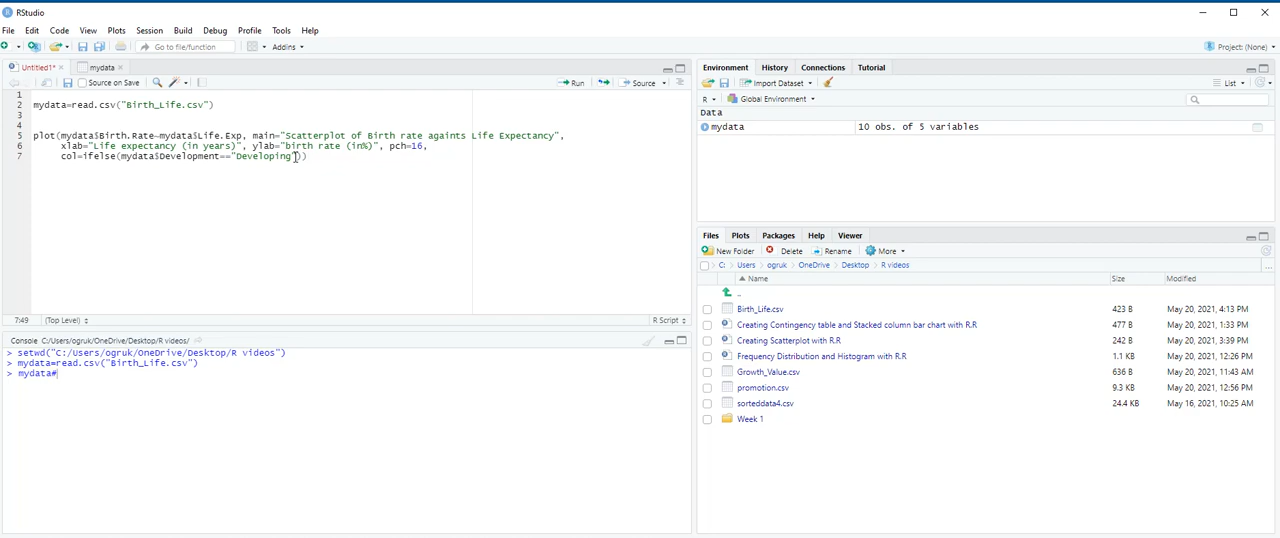 RStudio
File Edit View Plots Session Build Debug Profile Tools Help
Go to file/function Addins Project: (None)
Untitled1* mydata
Source on Save Run Source
1
2 mydata=read.csv("Birth_Life.csv")
3
4
5 plot(mydata$Birth.Rate~mydata$Life.Exp, main="Scatterplot of Birth rate againts Life Expectancy",
6 xlab="Life expectancy (in years)", ylab="birth rate (in%)", pch=16,
7 col=ifelse(mydata$Development=="Developing"))
7:49 (Top Level) R Script
Console C:/Users/ogruk/OneDrive/Desktop/R videos/
> setwd("C:/Users/ogruk/OneDrive/Desktop/R videos")
> mydata=read.csv("Birth_Life.csv")
> mydata#
Environment History Connections Tutorial
Import Dataset List
R Global Environment
Data
mydata 10 obs. of 5 variables
Files Plots Packages Help Viewer
New Folder Delete Rename More
C: Users ogruk OneDrive Desktop R videos ...
Name Size Modified
..
Birth_Life.csv 423 B May 20, 2021, 4:13 PM
Creating Contingency table and Stacked column bar chart with R.R 477 B May 20, 2021, 1:33 PM
Creating Scatterplot with R.R 242 B May 20, 2021, 3:39 PM
Frequency Distribution and Histogram with R.R 1.1 KB May 20, 2021, 12:26 PM
Growth_Value.csv 636 B May 20, 2021, 11:43 AM
promotion.csv 9.3 KB May 20, 2021, 12:56 PM
sorteddata4.csv 24.4 KB May 16, 2021, 10:25 AM
Week 1